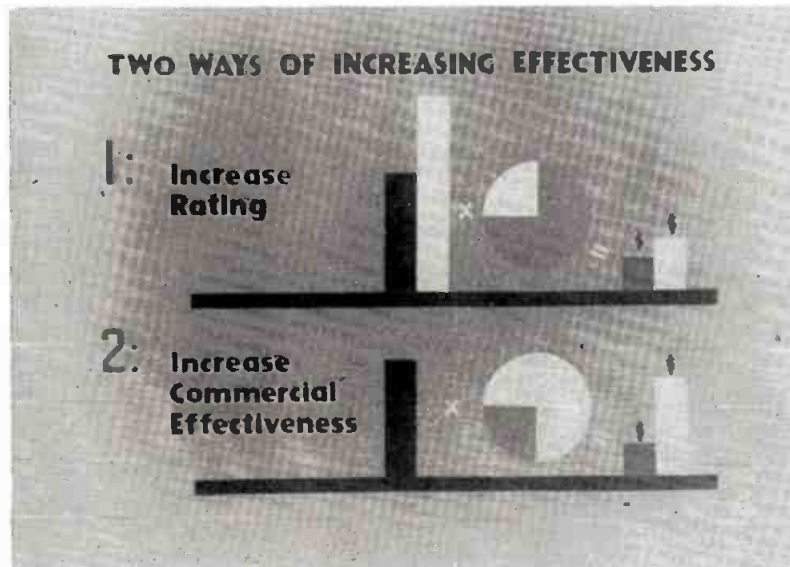 TWO WAYS OF INCREASING EFFECTIVENESS
1:
Increase
Rating
x
=
2:
Increase
Commercial
Effectiveness
x